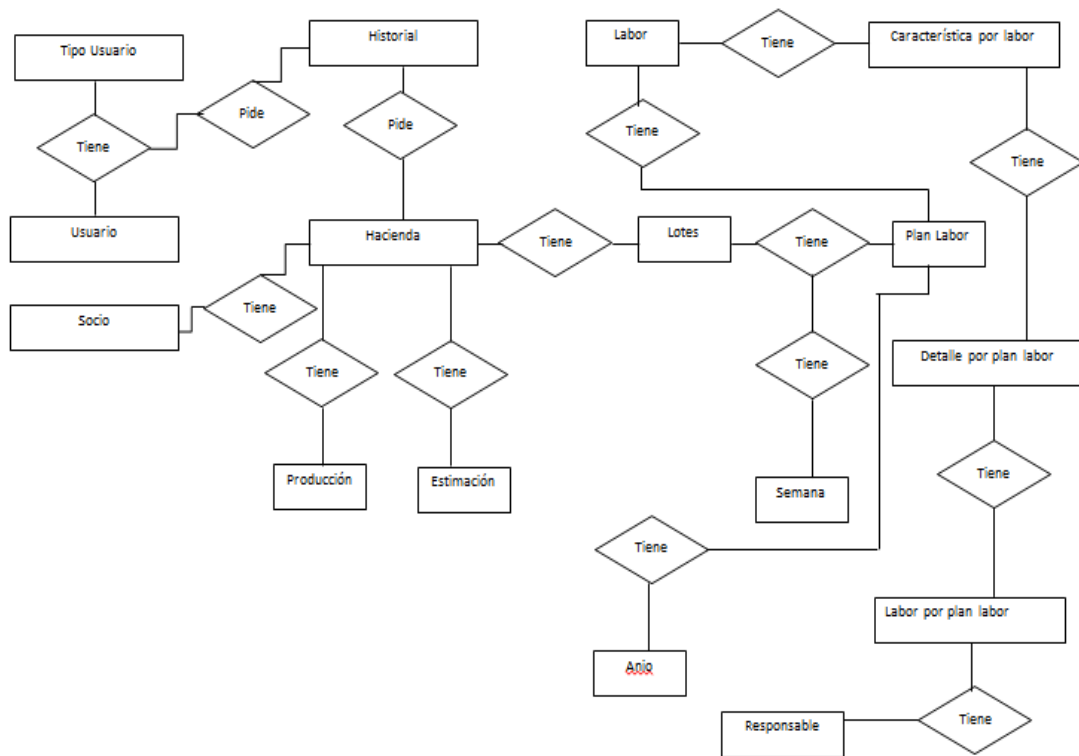 Tipo Usuario
Historial
Labor
Tiene
Característica por labor
Pide
Pide
Tiene
Tiene
Tiene
Usuario
Hacienda
Tiene
Lotes
Tiene
Plan Labor
Tiene
Socio
Tiene
Tiene
Tiene
Detalle por plan labor
Producción
Estimación
Semana
Tiene
Tiene
Labor por plan labor
Anio
Responsable
Tiene